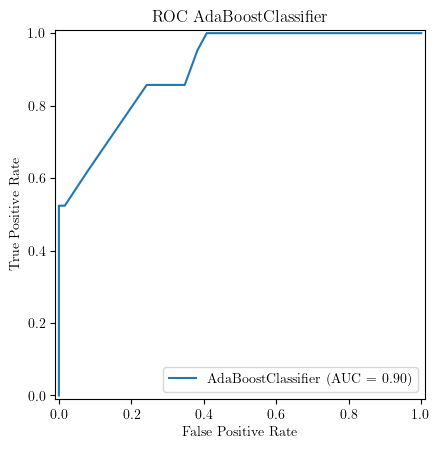 ROC AdaBoostClassifier
1.0
0.8
0.6
0.4
0.2
0.0
True Positive Rate
AdaBoostClassifier (AUC = 0.90)
0.0 0.2 0.4 0.6 0.8 1.0
False Positive Rate